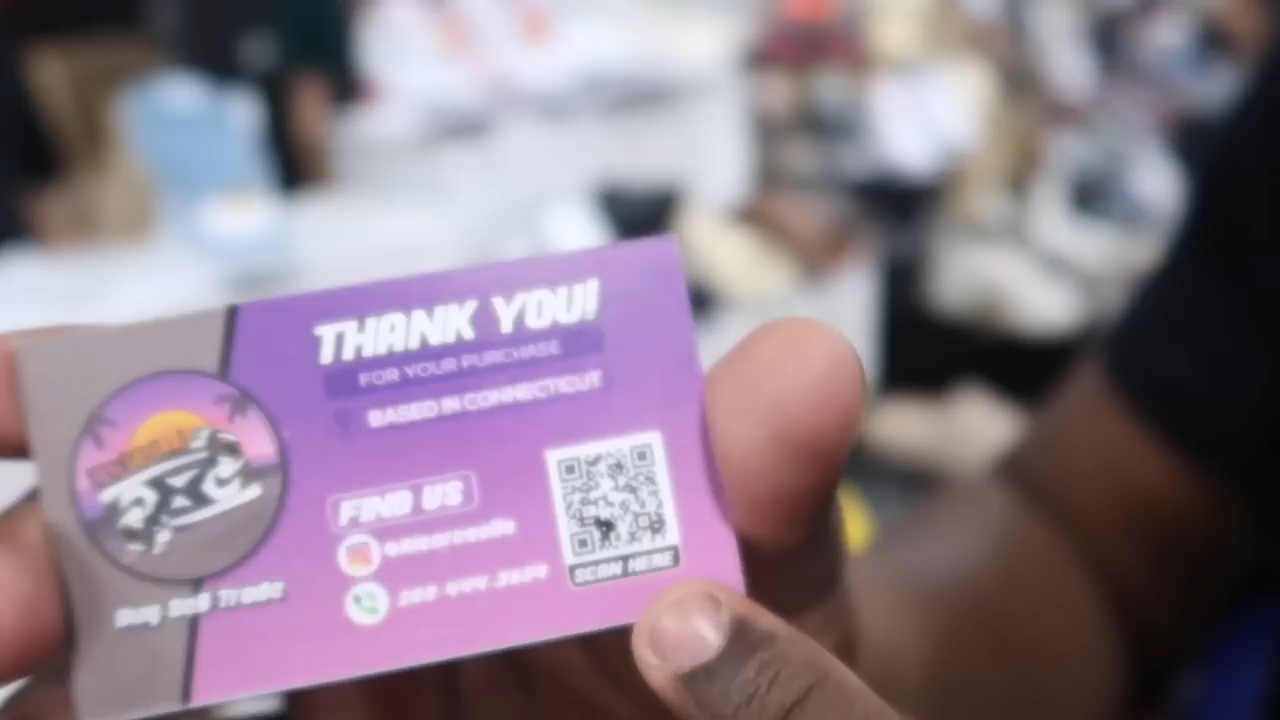 THANK YOU!
FOR YOUR PURCHASE
BASED IN CONNECTICUT
FIND US
SCAN HERE
Buy Sell Trade